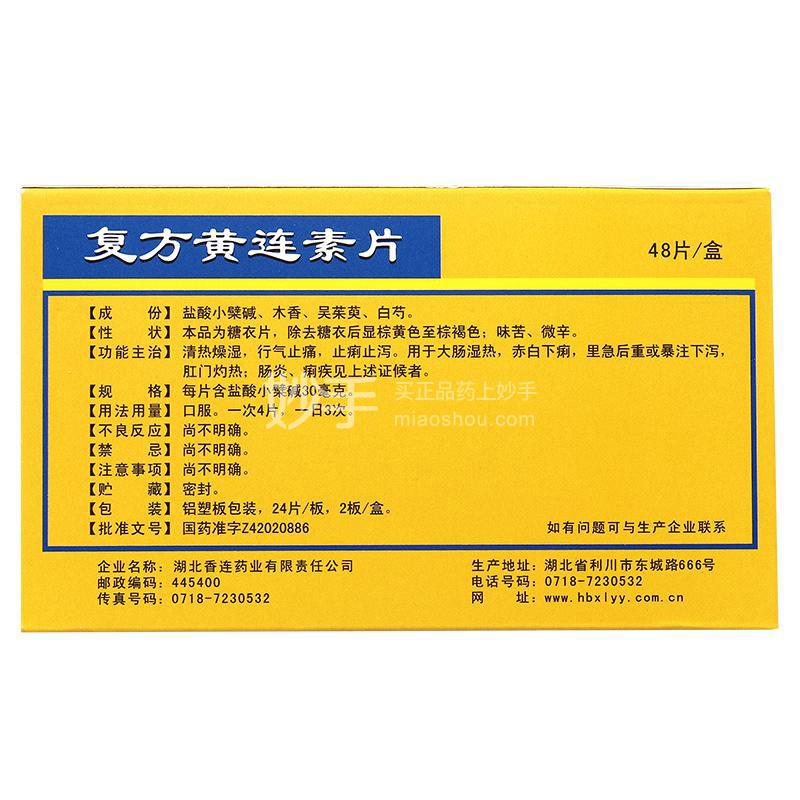 复方黄连素片
48片/盒
【成　份】盐酸小檗碱、木香、吴茱萸、白芍。
【性　状】本品为糖衣片，除去糖衣后显棕黄色至棕褐色；味苦、微辛。
【功能主治】清热燥湿，行气止痛，止痢止泻。用于大肠湿热，赤白下痢，里急后重或暴注下泻，
肛门灼热；肠炎、痢疾见上述证候者。
【规　格】每片含盐酸小檗碱30毫克。
【用法用量】口服。一次4片，一日3次。
【不良反应】尚不明确。
【禁　忌】尚不明确。
【注意事项】尚不明确。
【贮　藏】密封。
【包　装】铝塑板包装，24片/板，2板/盒。
【批准文号】国药准字Z42020886
如有问题可与生产企业联系
企业名称：湖北香连药业有限责任公司
邮政编码：445400
传真号码：0718-7230532
生产地址：湖北省利川市东城路666号
电话号码：0718-7230532
网　　址：www.hbxlyy.com.cn
妙手
买正品药上妙手
miaoshou.com